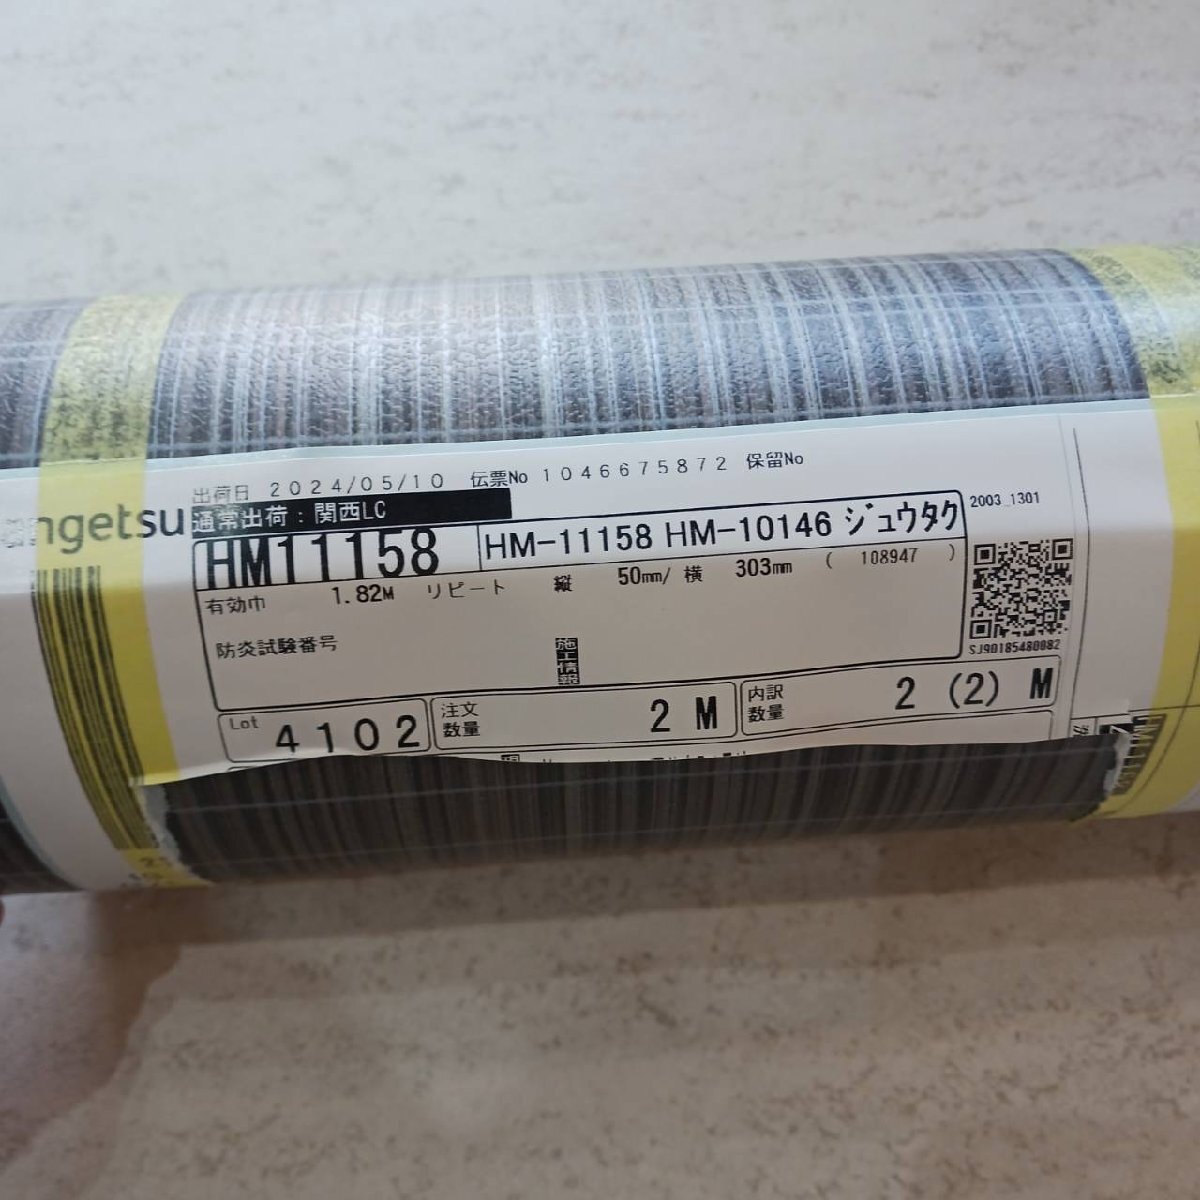 出荷日 2024/05/10 伝票No 1046675872 保留No
ngetsu 通常出荷:関西LC
2003_1301
HM11158 HM-11158 HM-10146 ジュウタク
有効巾 1.82M リピート 縦 50mm/ 横 303mm ( 108947 )
防炎試験番号 施工情報
SJ90185480082
Lot 4102 注文数量 2 M 内訳数量 2 (2) M